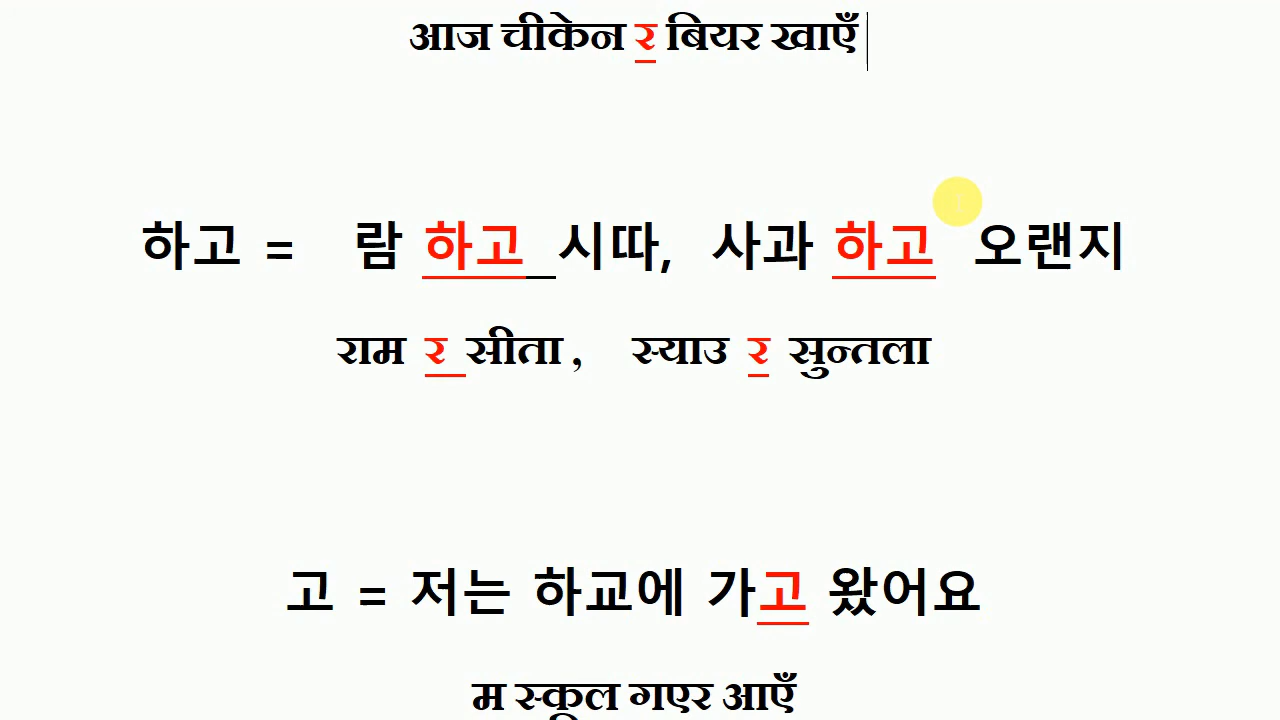 आज चीकेन र बियर खाएँ
하고 = 람 하고 시따, 사과 하고 오랜지
राम र सीता , स्याउ र सुन्तला
고 = 저는 하교에 가고 왔어요
म स्कूल गएर आएँ